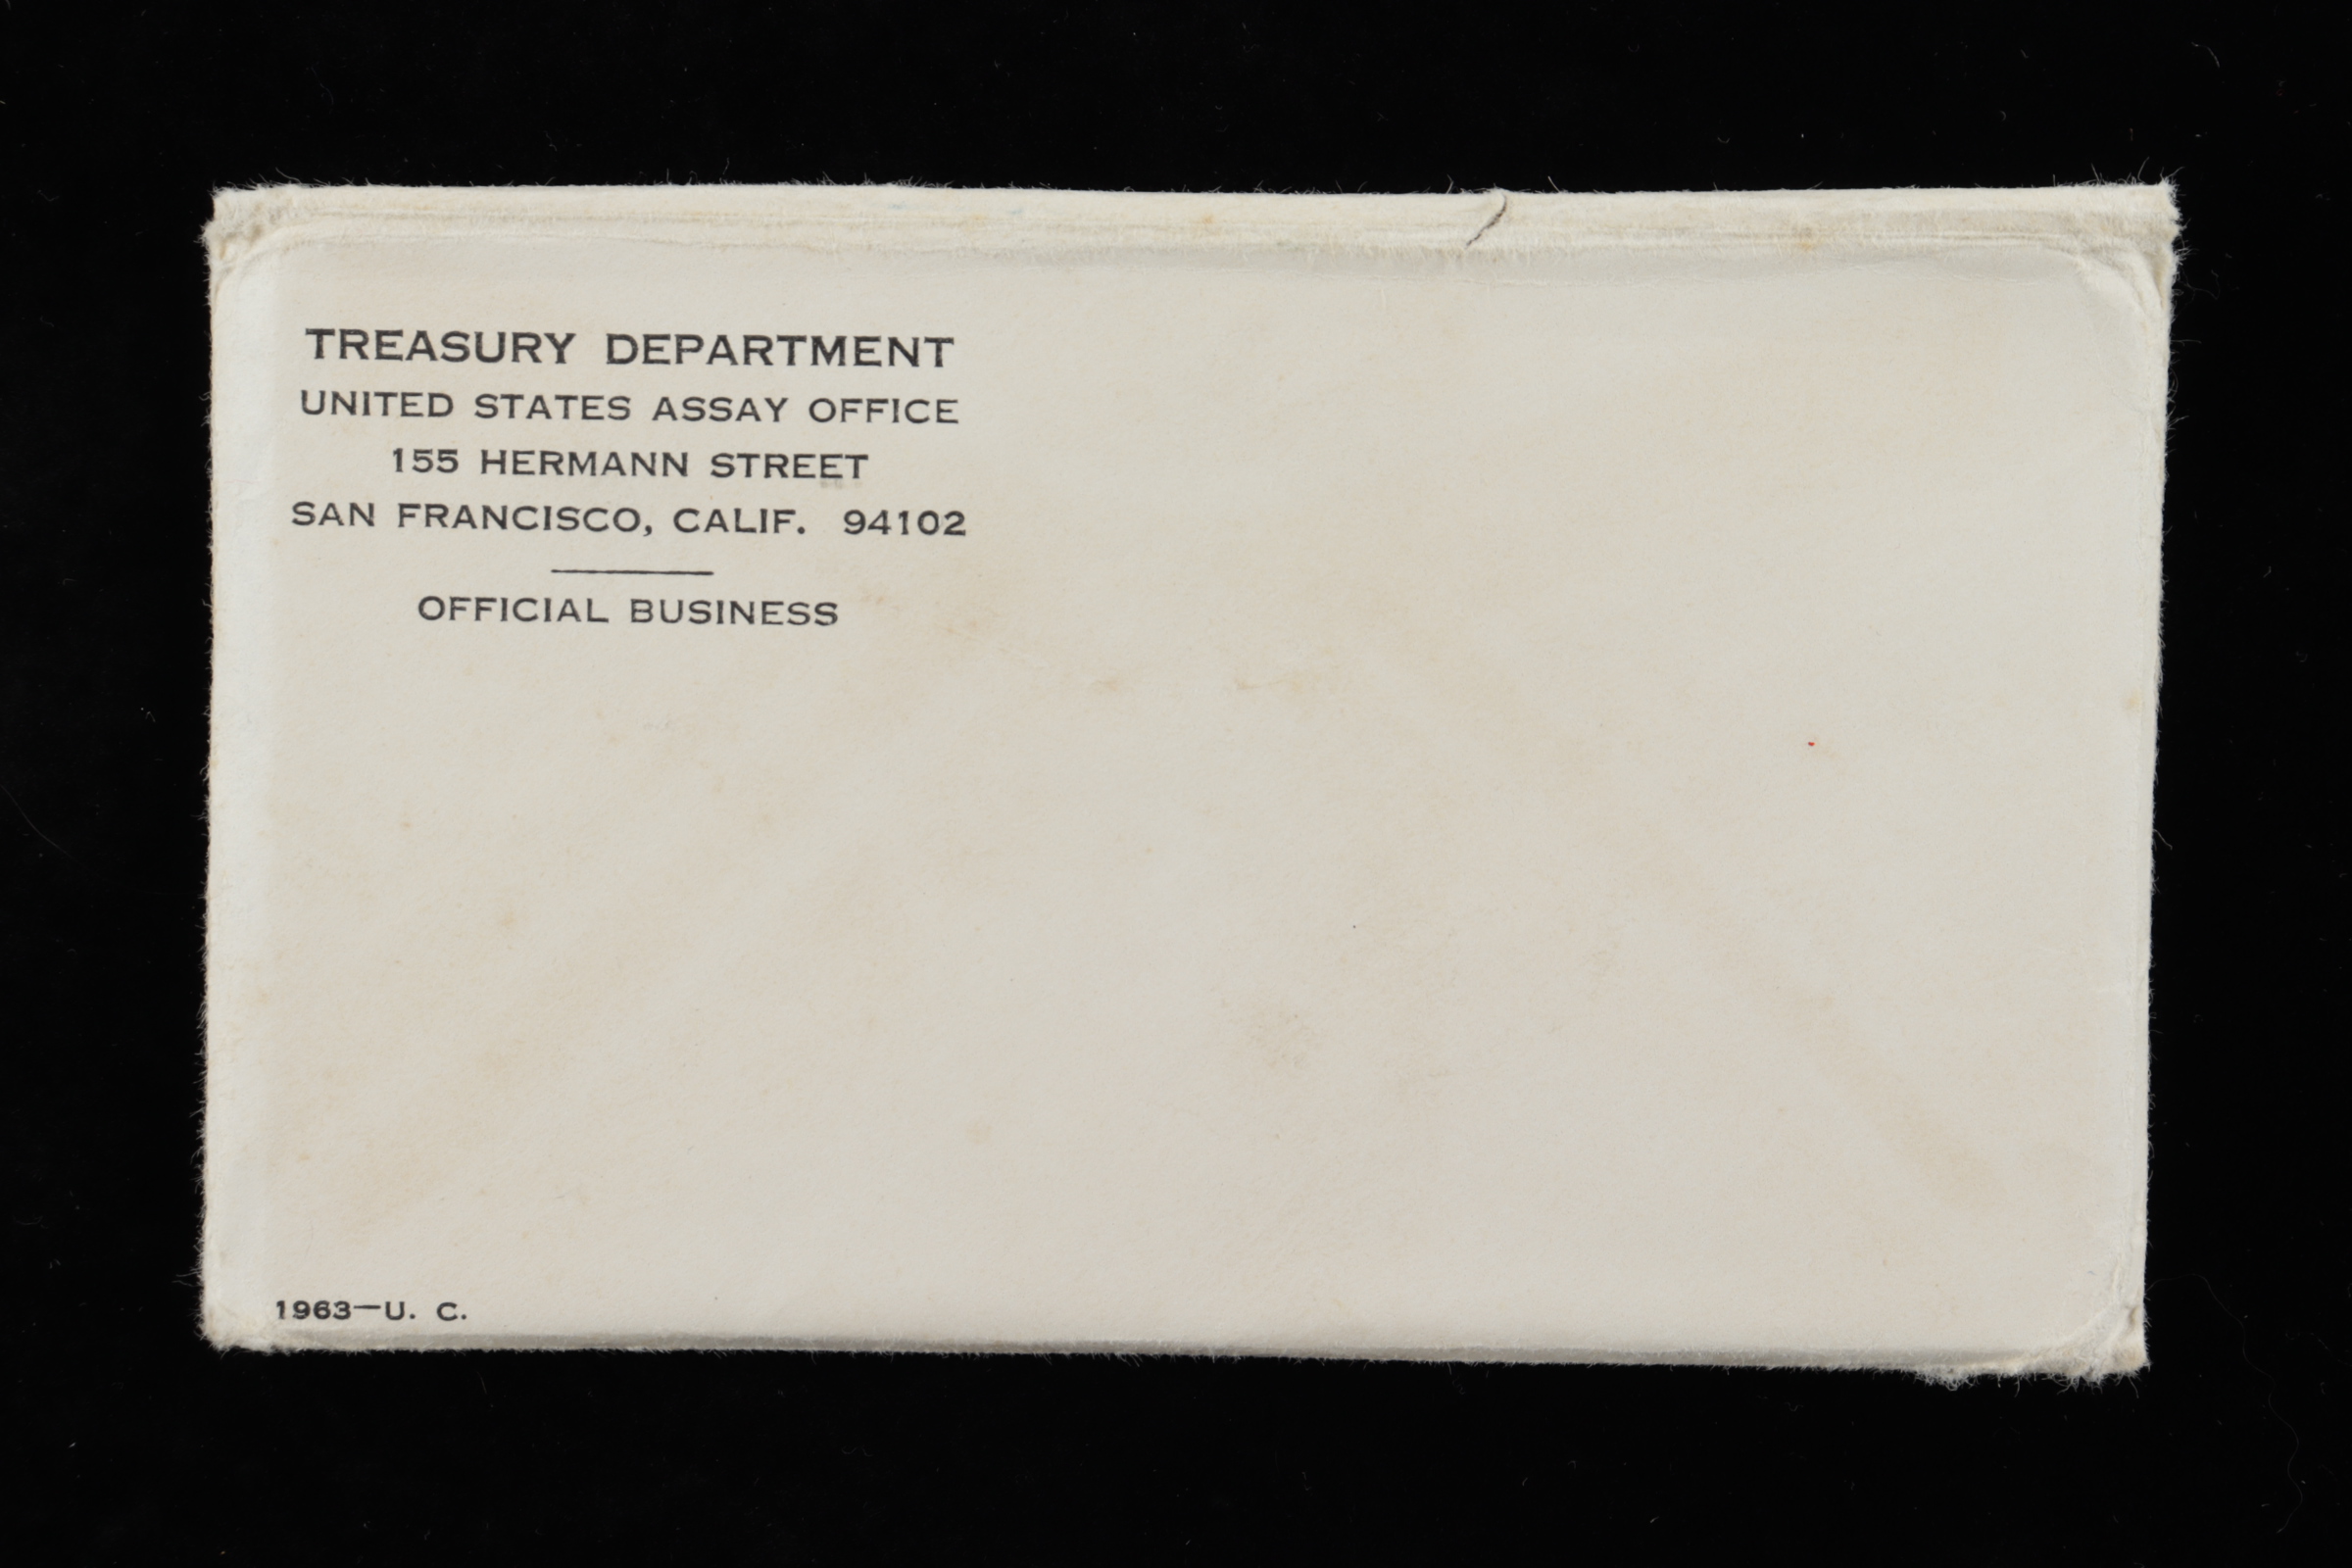 TREASURY DEPARTMENT
UNITED STATES ASSAY OFFICE
155 HERMANN STREET
SAN FRANCISCO, CALIF. 94102
OFFICIAL BUSINESS
1963—U. C.